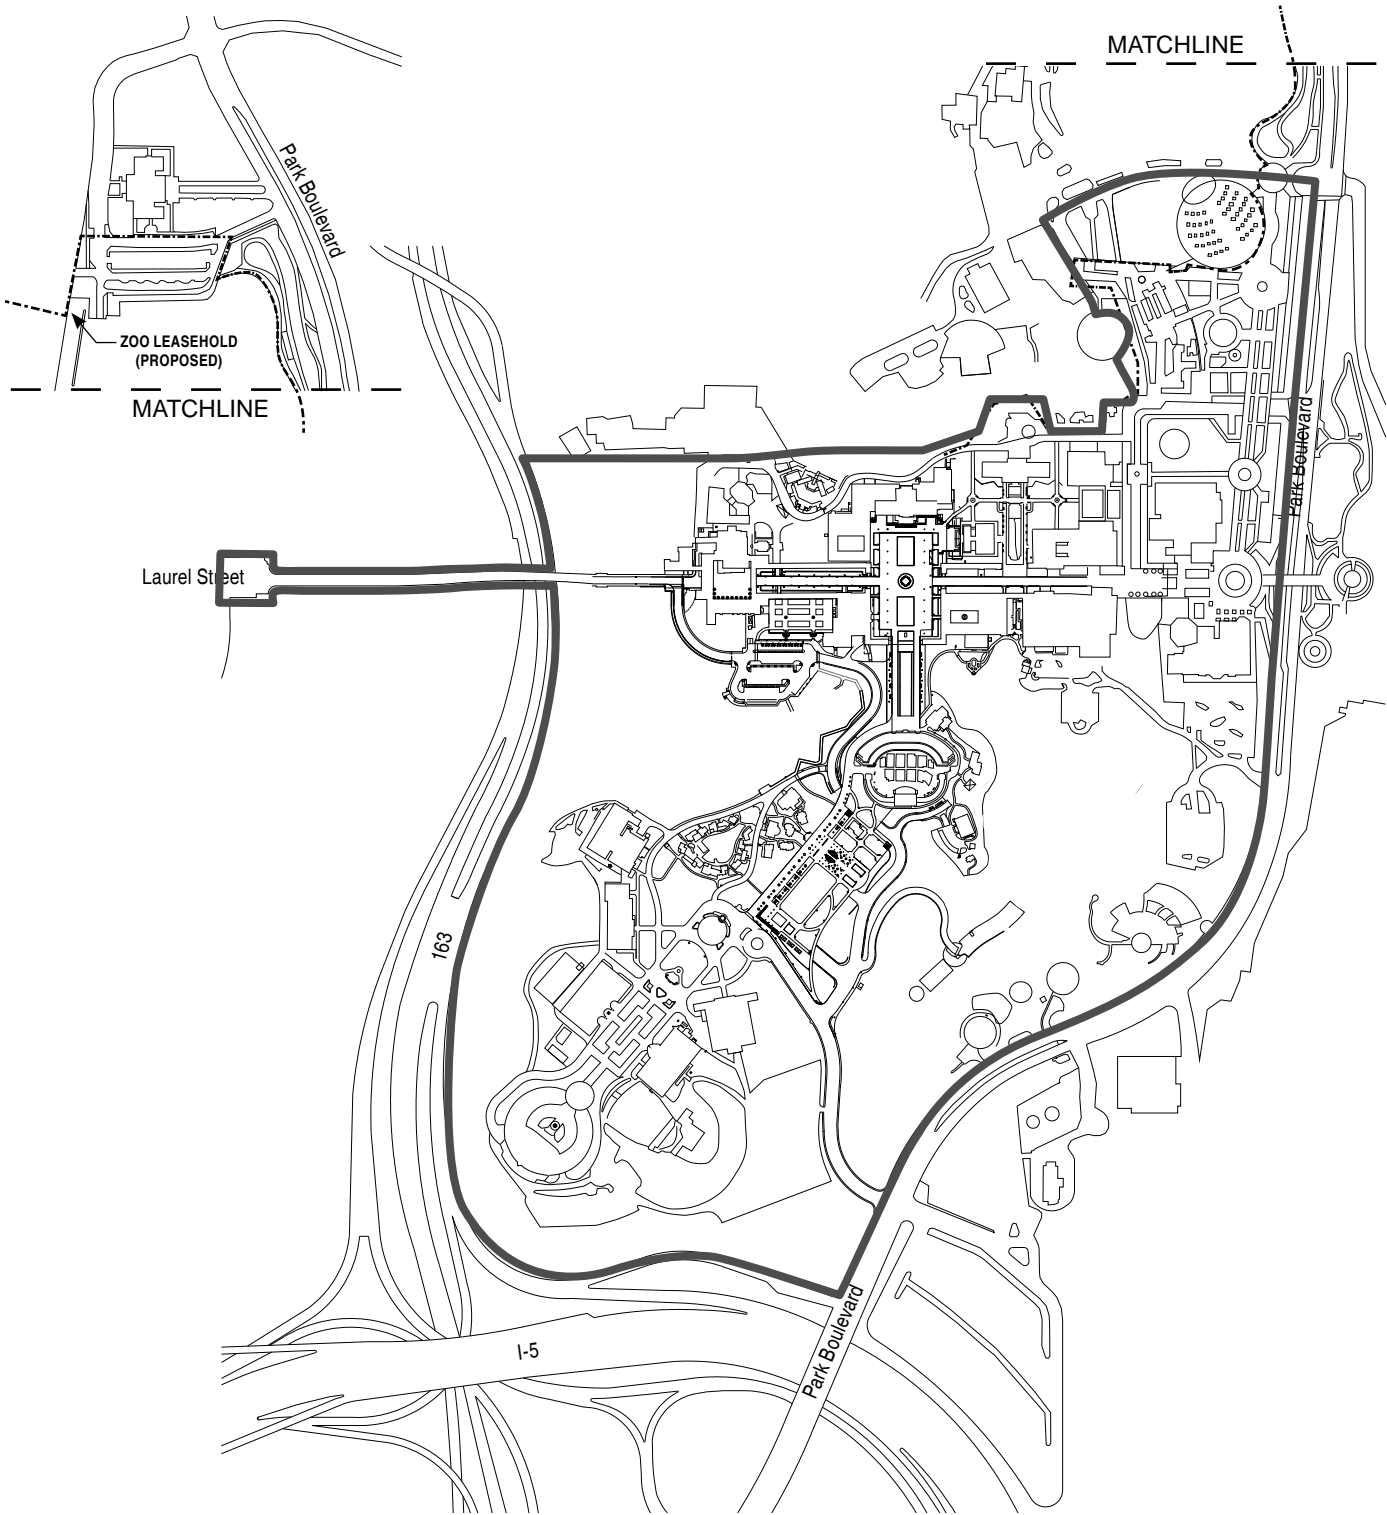 MATCHLINE
Park Boulevard
ZOO LEASEHOLD
(PROPOSED)
MATCHLINE
Park Boulevard
Laurel Street
163
I-5
Park Boulevard